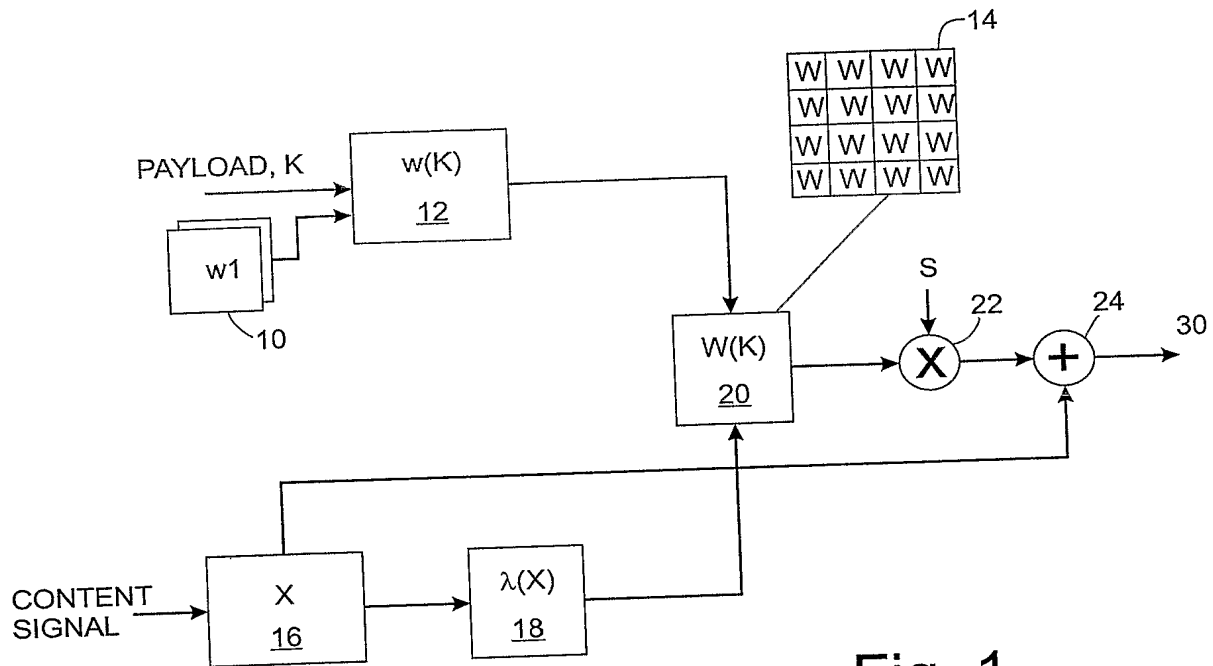 14
W W W W
W W W W
W W W W
W W W W
PAYLOAD, K
w(K)
12
w1
10
S
22
24
30
W(K)
20
X
+
CONTENT
SIGNAL
X
16
λ(X)
18
Fig. 1